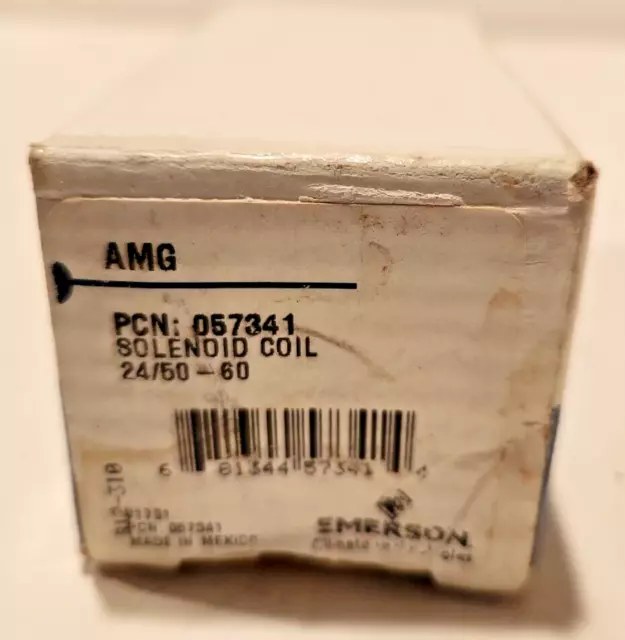 AMG
PCN: 057341
SOLENOID COIL
24/50-60
6 81344 57341 4
PCN 057341
MADE IN MEXICO
EMERSON